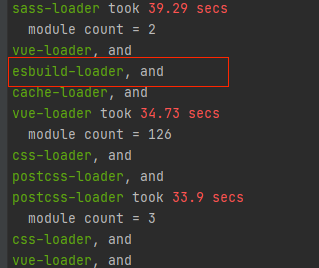 sass-loader took 39.29 secs
module count = 2
vue-loader, and
esbuild-loader, and
cache-loader, and
vue-loader took 34.73 secs
module count = 126
css-loader, and
postcss-loader, and
postcss-loader took 33.9 secs
module count = 3
css-loader, and
vue-loader, and